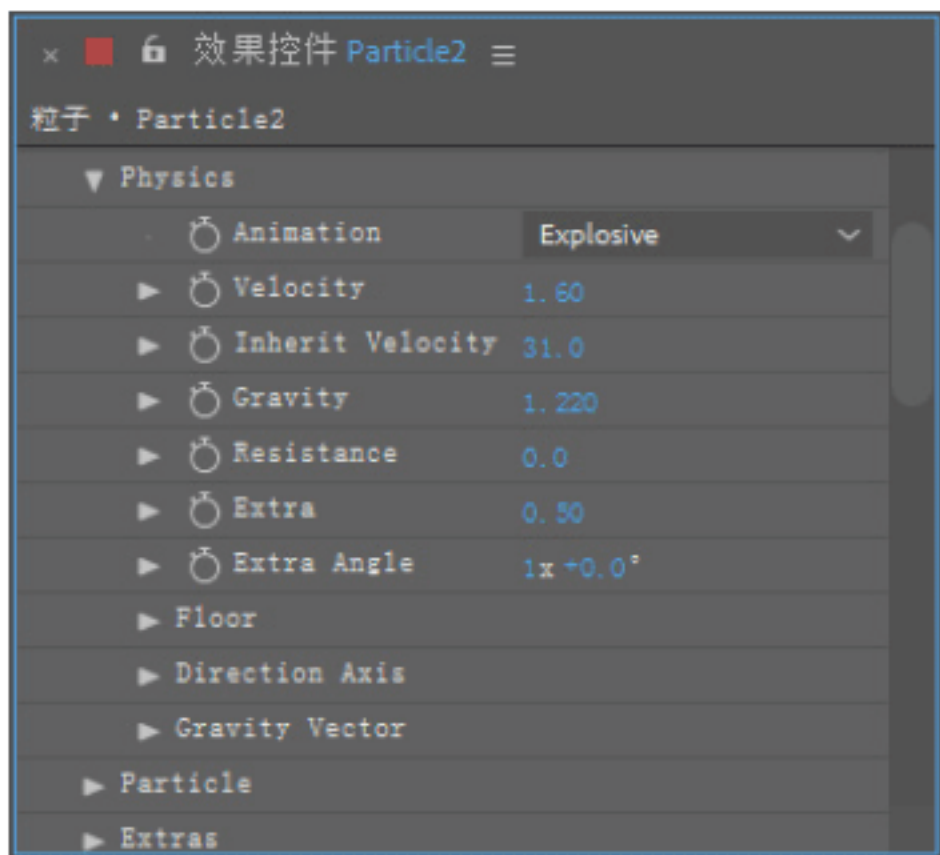 效果控件 Particle2
粒子 • Particle2
Physics
Animation Explosive
Velocity 1.60
Inherit Velocity 31.0
Gravity 1.220
Resistance 0.0
Extra 0.50
Extra Angle 1x+0.0°
Floor
Direction Axis
Gravity Vector
Particle
Extras